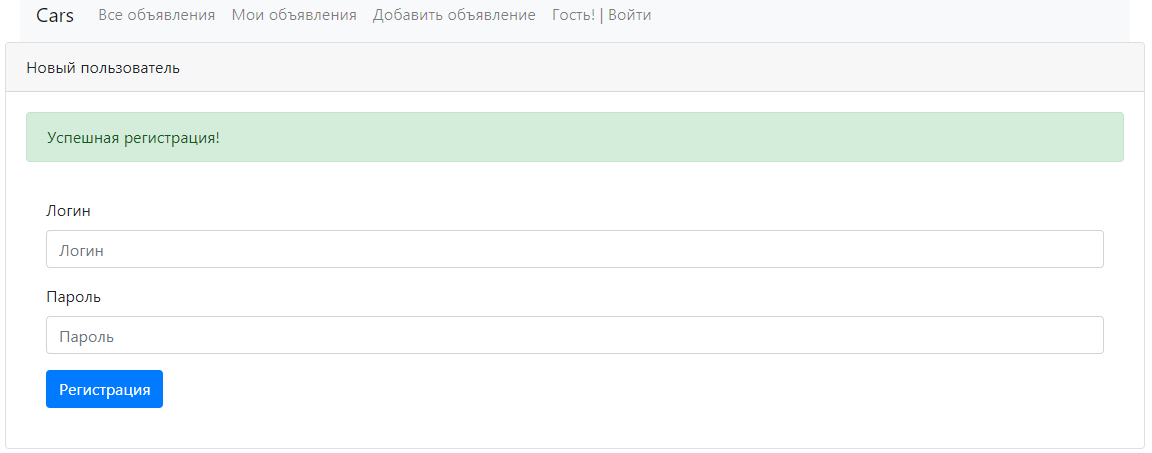 Cars Все объявления Мои объявления Добавить объявление Гость! | Войти
Новый пользователь
Успешная регистрация!
Логин
Логин
Пароль
Пароль
Регистрация